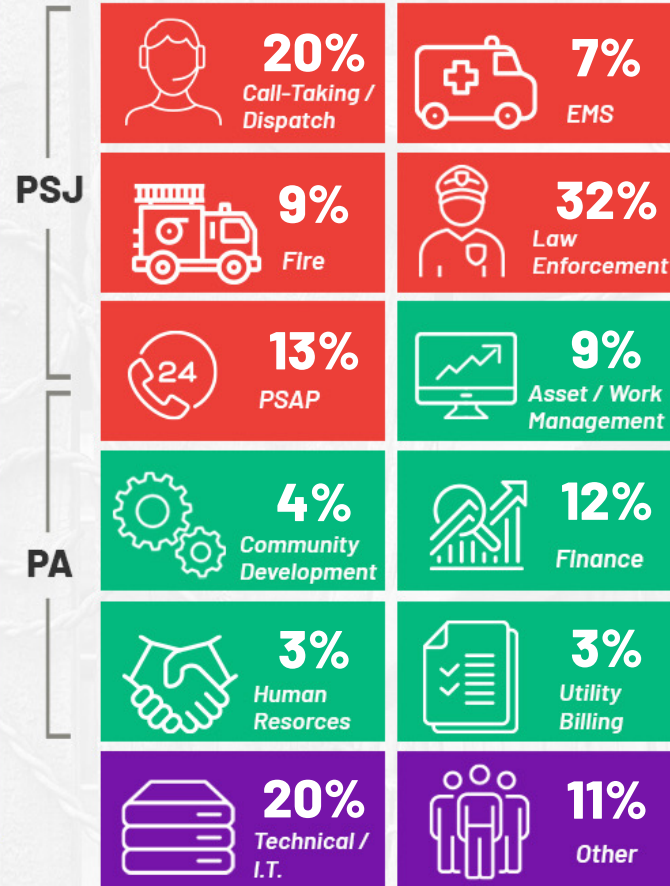 PSJ
20%
Call-Taking /
Dispatch
7%
EMS
9%
Fire
32%
Law
Enforcement
24
13%
PSAP
9%
Asset / Work
Management
PA
4%
Community
Development
12%
Finance
3%
Human
Resorces
3%
Utility
Billing
20%
Technical /
I.T.
11%
Other